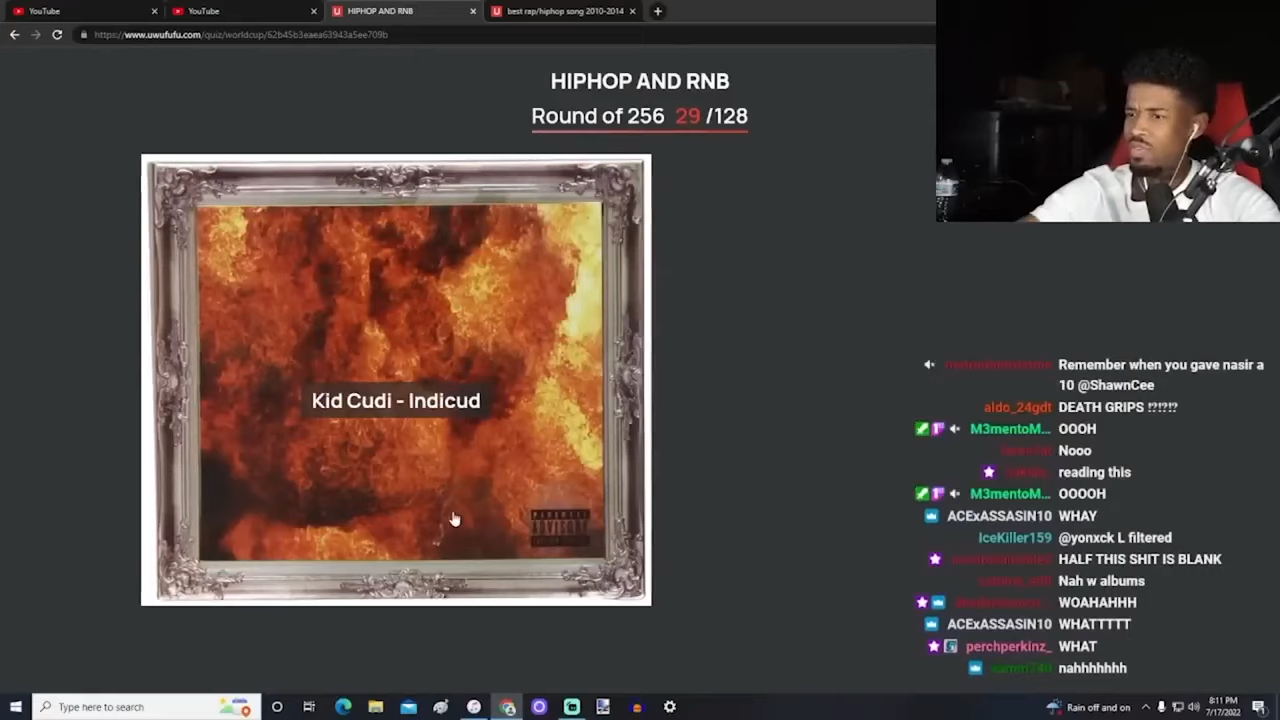 YouTube
YouTube
HIPHOP AND RNB
best rap/hiphop song 2010-2014
https://www.uwufufu.com/quiz/worldcup/62b45b3eaea63943a5ee709b
HIPHOP AND RNB
Round of 256 29 /128
Kid Cudi - Indicud
PARENTAL
ADVISORY
Remember when you gave nasir a
10 @ShawnCee
aldo_24gdt DEATH GRIPS !?!?!?
M3mentoM... OOOH
Nooo
reading this
M3mentoM... OOOOH
ACExASSASIN10 WHAY
IceKiller159 @yonxck L filtered
HALF THIS SHIT IS BLANK
Nah w albums
WOAHAHHH
ACExASSASIN10 WHATTTTT
perchperkinz_ WHAT
nahhhhhh
Type here to search
Rain off and on
8:11 PM
7/17/2022